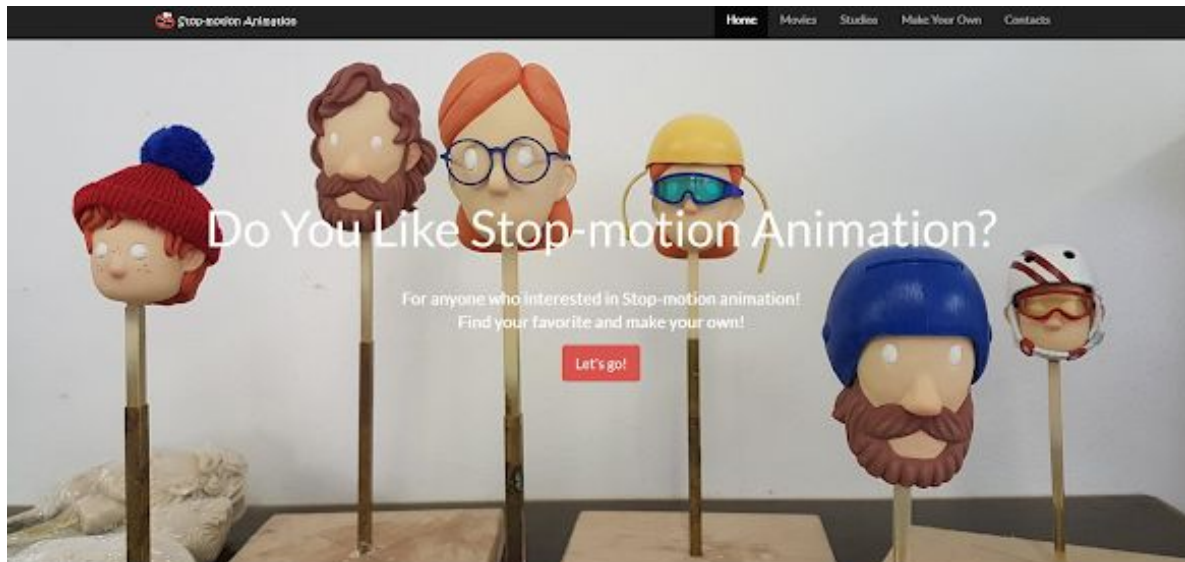 Stop-motion Animation
Home Movies Studios Make Your Own Contacts
Do You Like Stop-motion Animation?
For anyone who interested in Stop-motion animation!
Find your favorite and make your own!
Let's go!